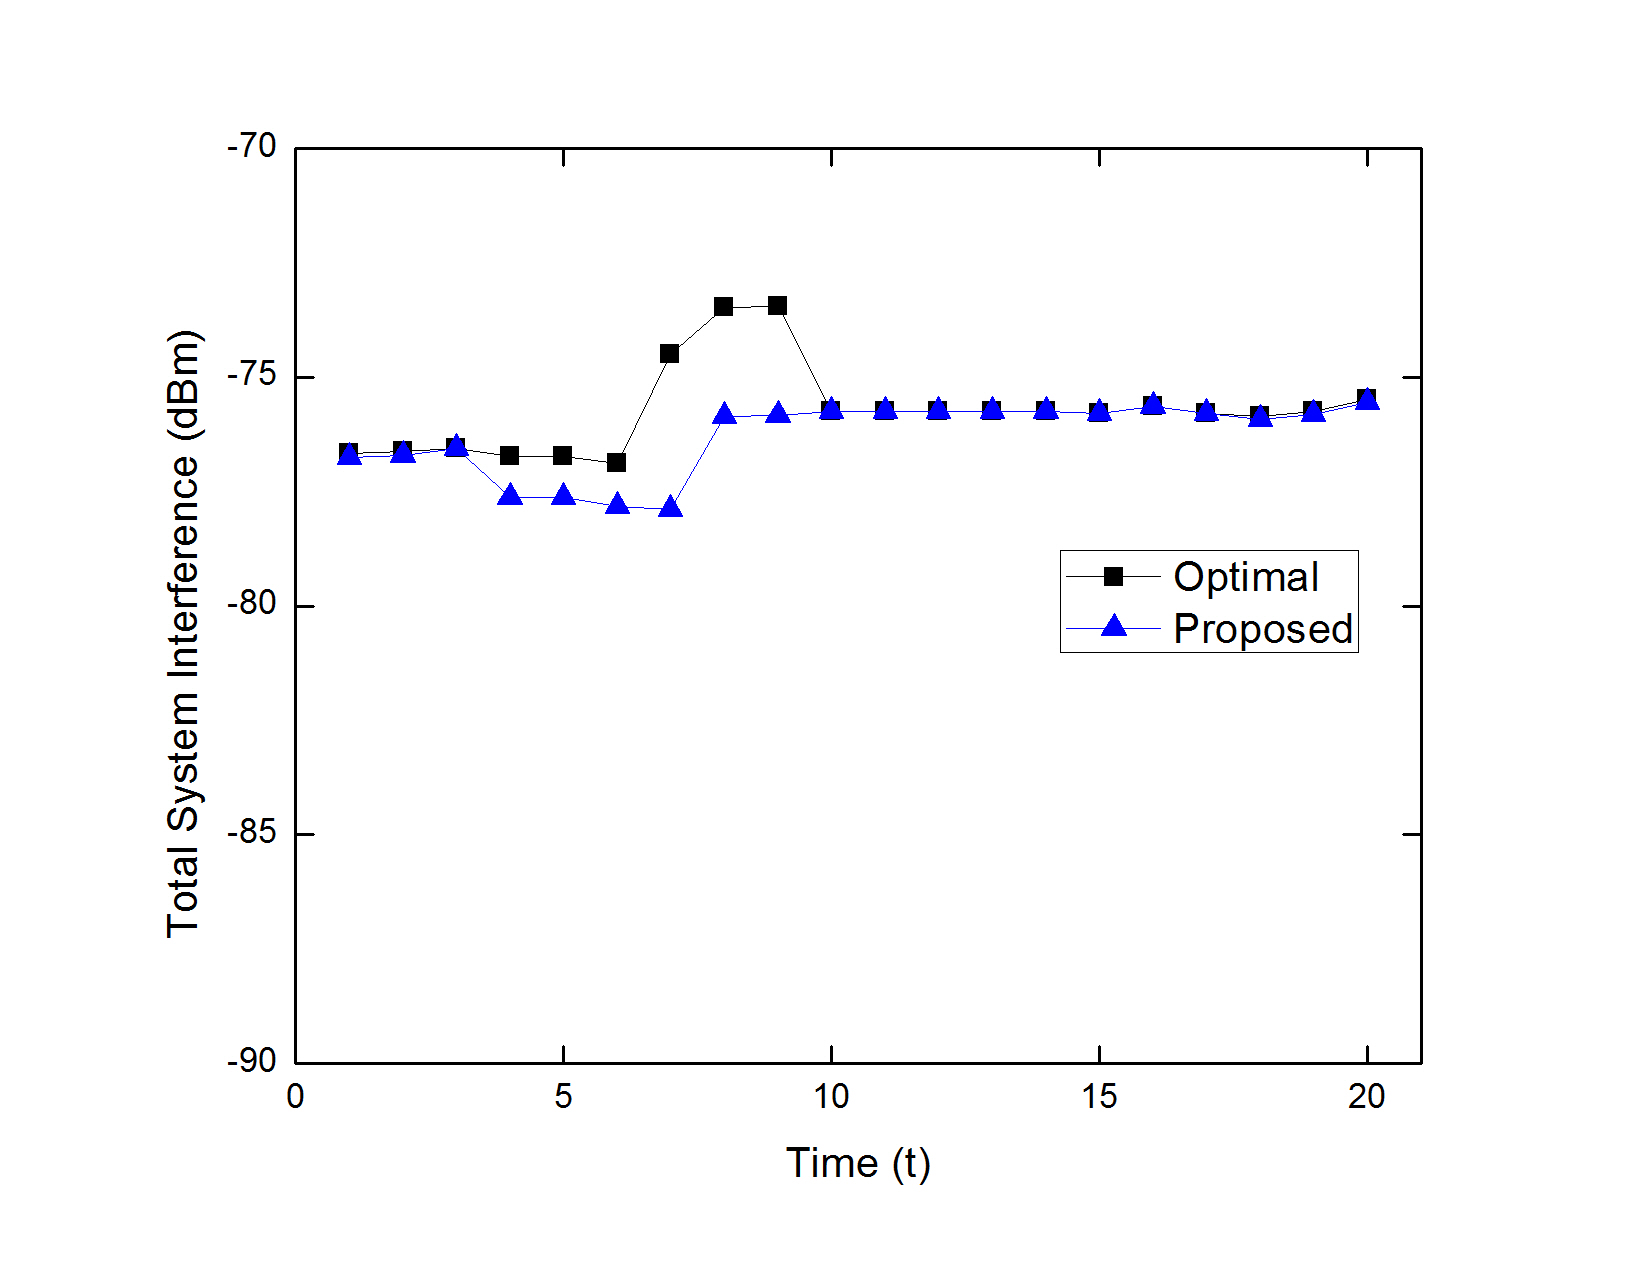 -70
-75
-80
-85
-90
Total System Interference (dBm)
Optimal
Proposed
0 5 10 15 20
Time (t)